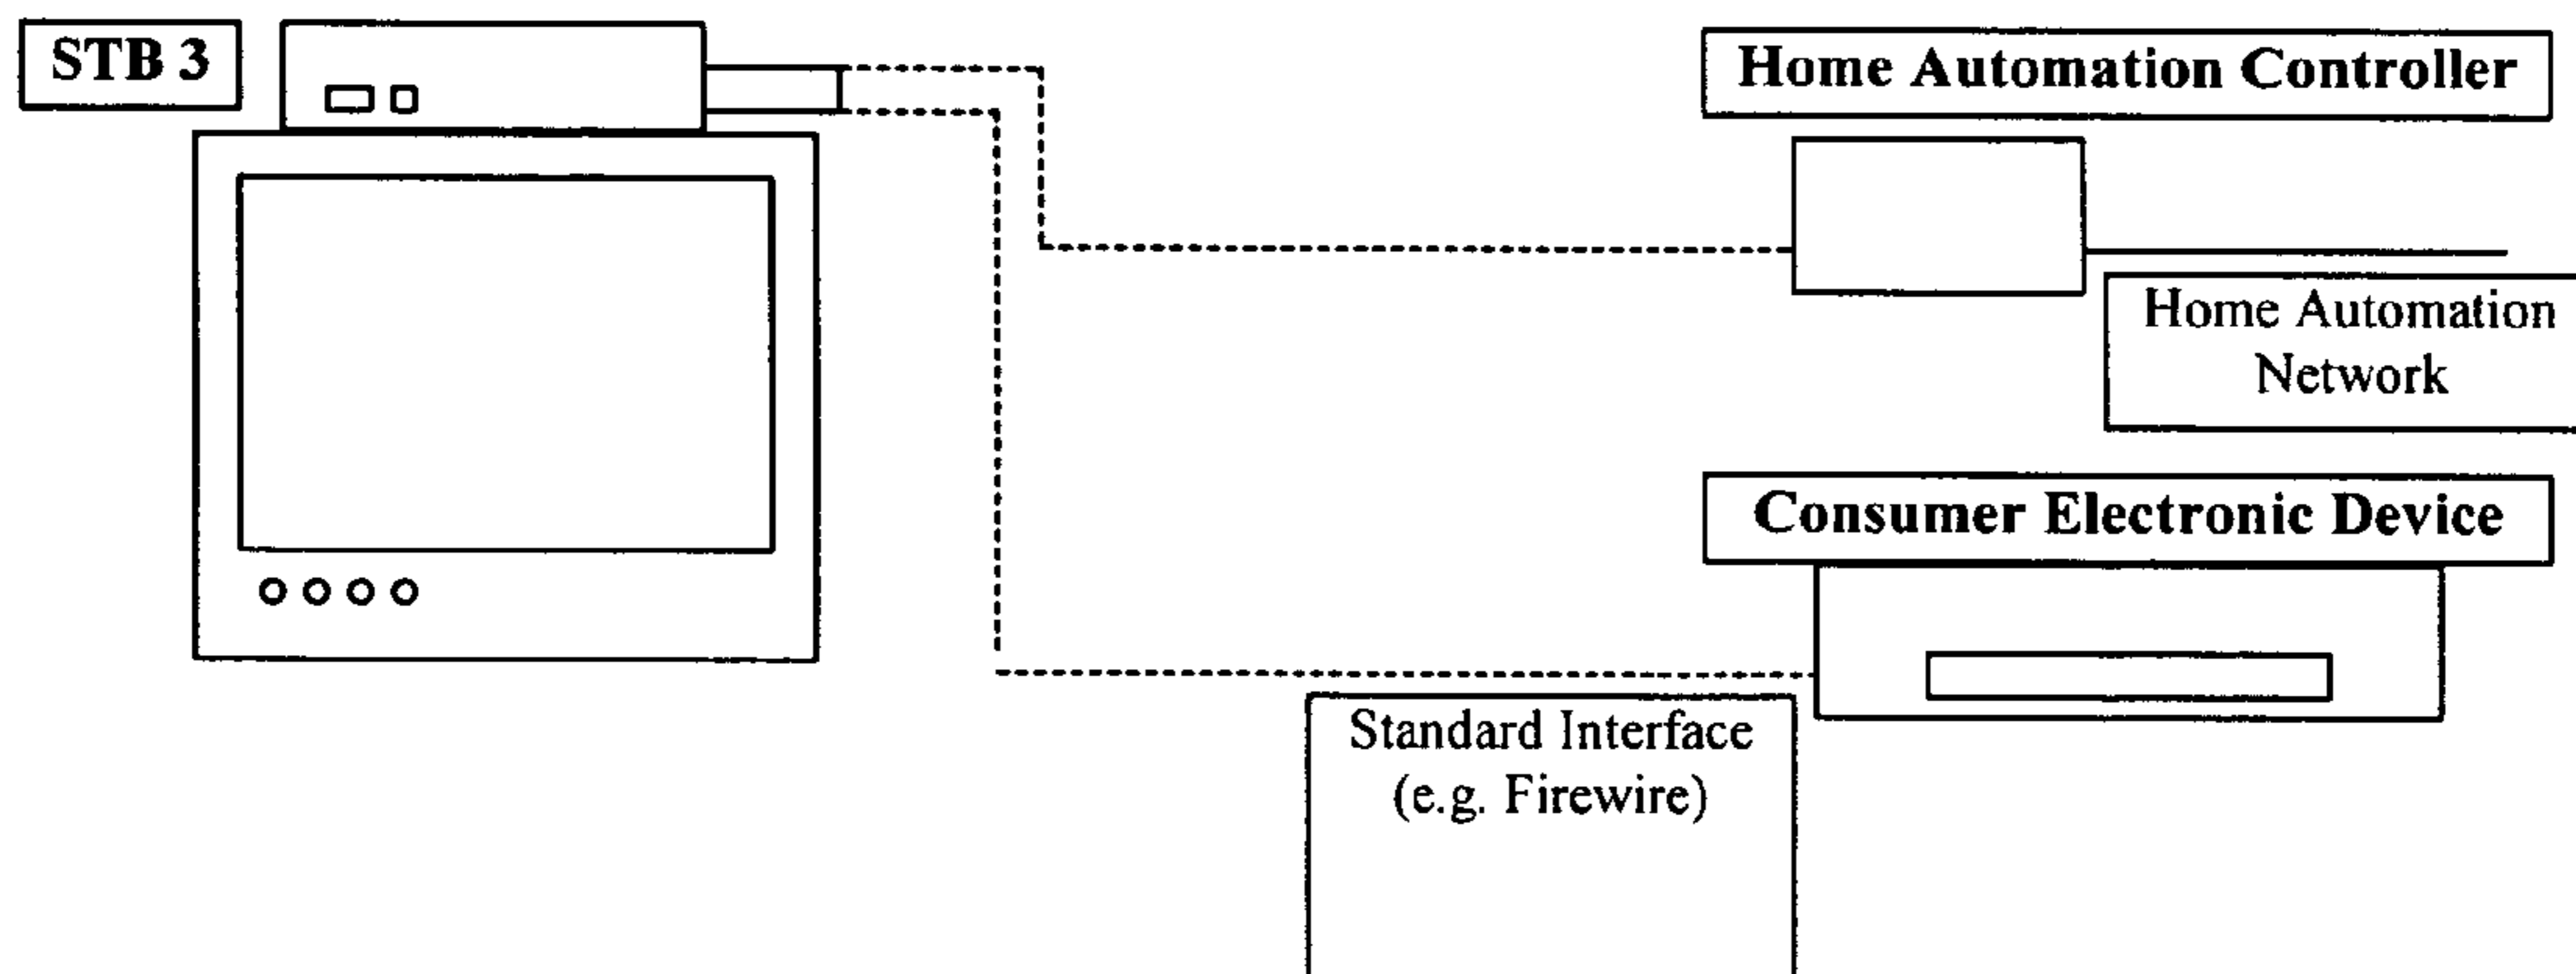 STB 3
Home Automation Controller
Home Automation
Network
Consumer Electronic Device
Standard Interface
(e.g. Firewire)